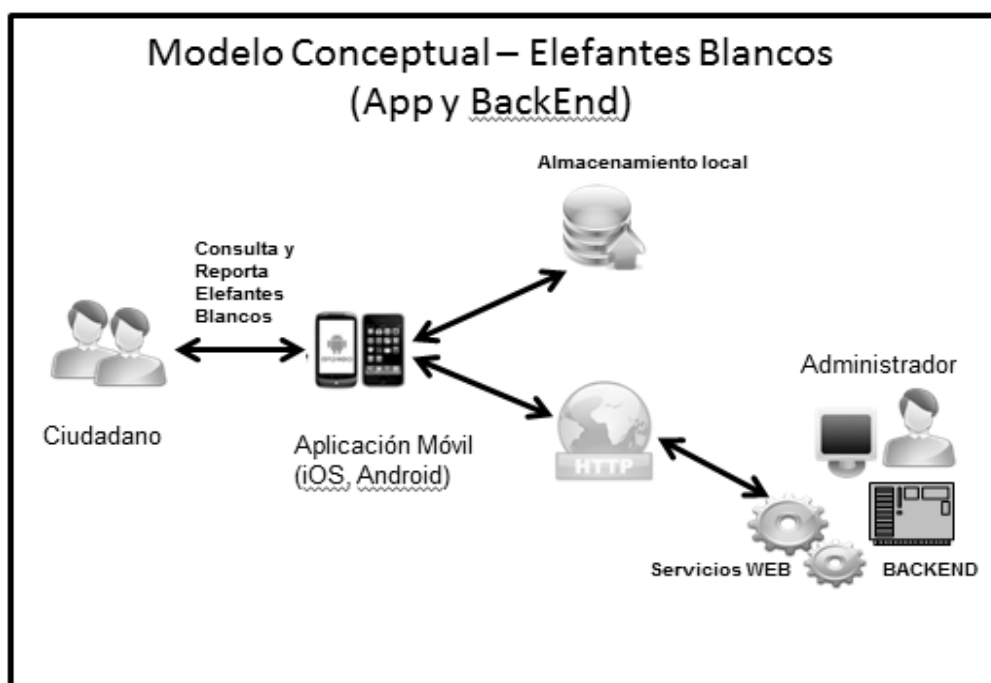 Modelo Conceptual – Elefantes Blancos
(App y BackEnd)
Almacenamiento local
Consulta y
Reporta
Elefantes
Blancos
Ciudadano
Aplicación Móvil
(iOS, Android)
HTTP
Administrador
Servicios WEB
BACKEND